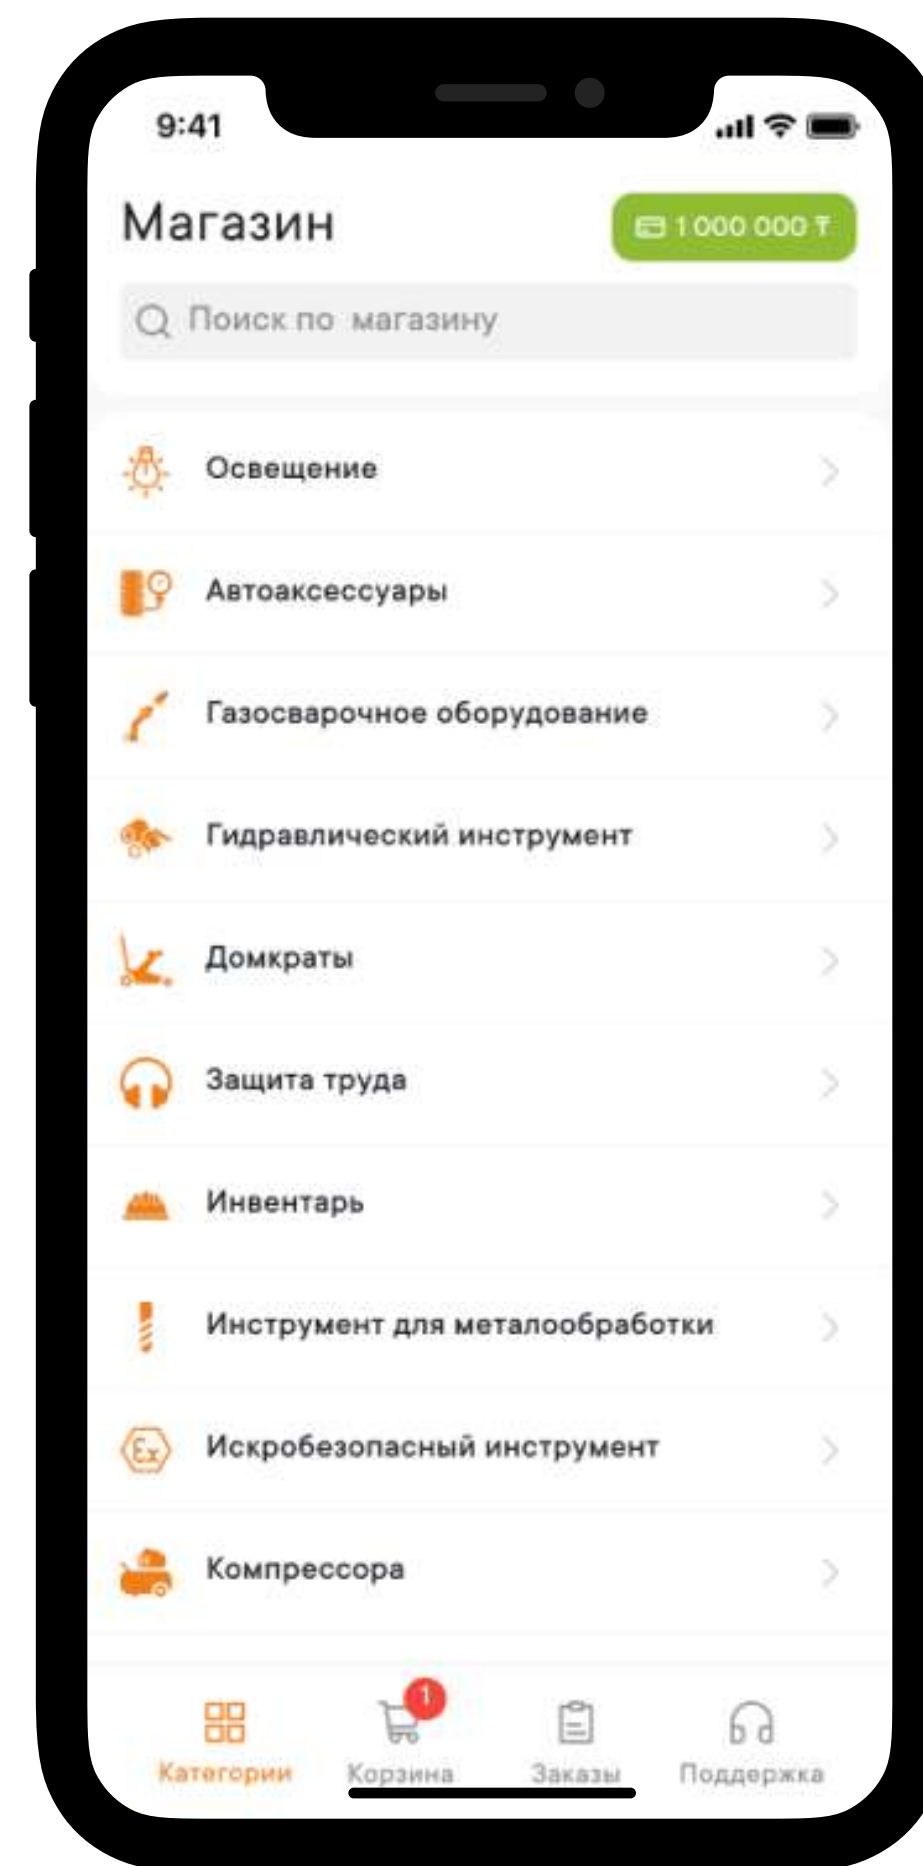 9:41
Магазин
1 000 000 ₸
Поиск по магазину
Освещение
Автоаксессуары
Газосварочное оборудование
Гидравлический инструмент
Домкраты
Защита труда
Инвентарь
Инструмент для металообработки
Ex
Искробезопасный инструмент
Компрессора
1
Категории
Корзина
Заказы
Поддержка